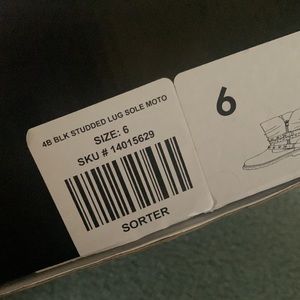 4B BLK STUDDED LUG SOLE MOTO
SIZE: 6
SKU # 14015629
SORTER
6